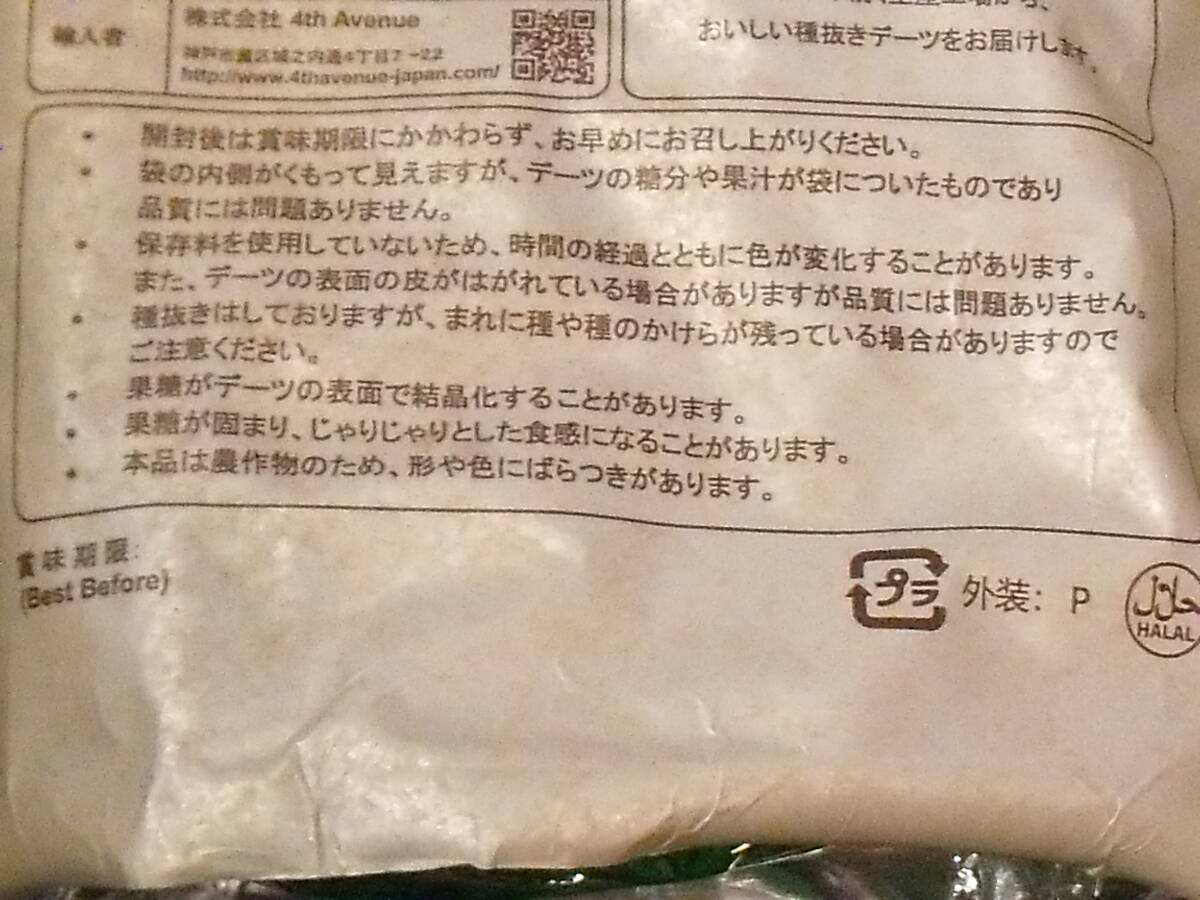 輸入者
株式会社 4th Avenue
神戸市灘区城之内通4丁目7-22
http://www.4thavenue-japan.com/
おいしい種抜きデーツをお届けします。
・ 開封後は賞味期限にかかわらず、お早めにお召し上がりください。
・ 袋の内側がくもって見えますが、デーツの糖分や果汁が袋についたものであり
品質には問題ありません。
・ 保存料を使用していないため、時間の経過とともに色が変化することがあります。
また、デーツの表面の皮がはがれている場合がありますが品質には問題ありません。
・ 種抜きはしておりますが、まれに種や種のかけらが残っている場合がありますので
ご注意ください。
・ 果糖がデーツの表面で結晶化することがあります。
・ 果糖が固まり、じゃりじゃりとした食感になることがあります。
・ 本品は農作物のため、形や色にばらつきがあります。
賞味期限:
(Best Before)
プラ 外装: P
حلال
HALAL